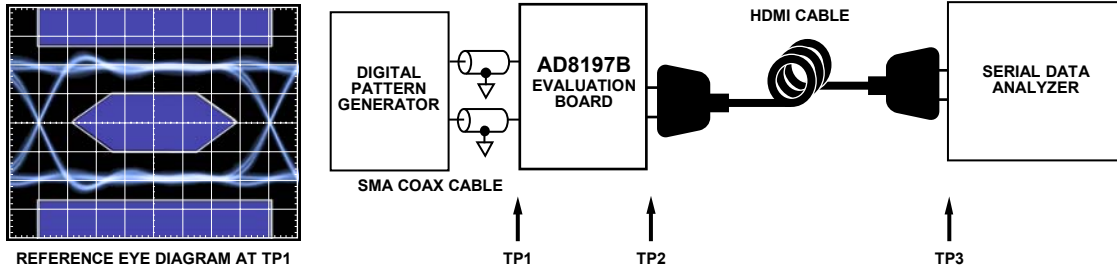 REFERENCE EYE DIAGRAM AT TP1
DIGITAL
PATTERN
GENERATOR
SMA COAX CABLE
AD8197B
EVALUATION
BOARD
HDMI CABLE
SERIAL DATA
ANALYZER
TP1
TP2
TP3